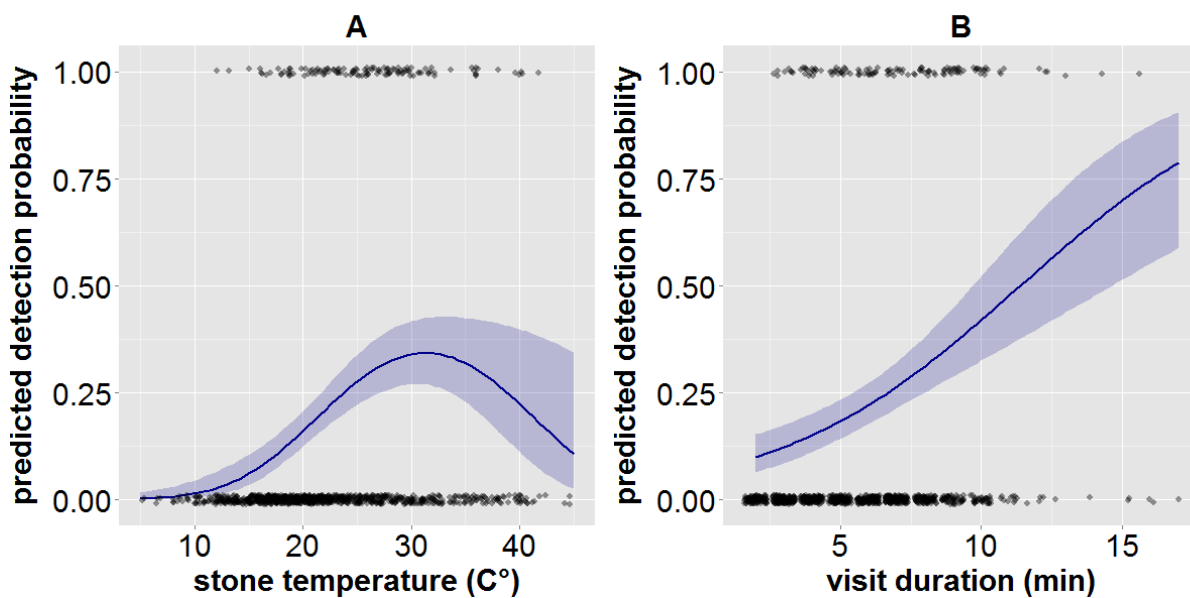 A
predicted detection probability
1.00
0.75
0.50
0.25
0.00
10 20 30 40
stone temperature (C°)
B
predicted detection probability
1.00
0.75
0.50
0.25
0.00
5 10 15
visit duration (min)